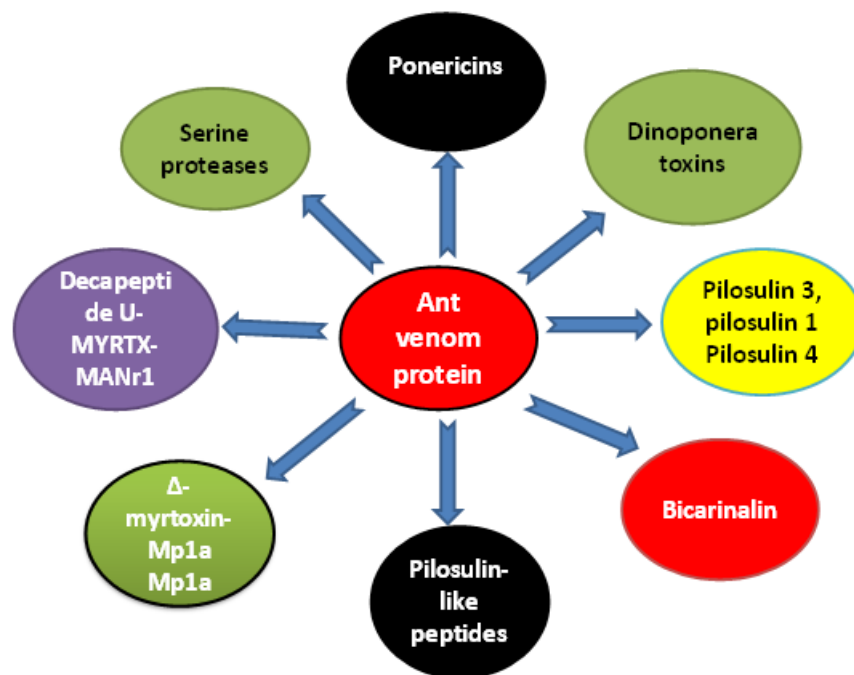 Ponericins
Serine
proteases
Dinoponera
toxins
Decapepti
de U-
MYRTX-
MANr1
Ant
venom
protein
Pilosulin 3,
pilosulin 1
Pilosulin 4
Δ-
myrtoxin-
Mp1a
Mp1a
Bicarinalin
Pilosulin-
like
peptides